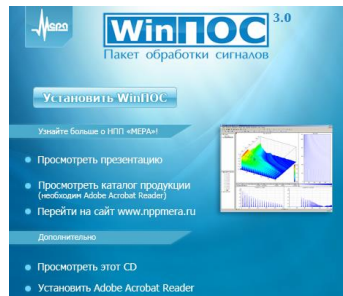 Мера
WinПОС 3.0
Пакет обработки сигналов
Установить WinПОС
Узнайте больше о НПП «МЕРА»!
Просмотреть презентацию
Просмотреть каталог продукции
(необходим Adobe Acrobat Reader)
Перейти на сайт www.nppmera.ru
Дополнительно
Просмотреть этот CD
Установить Adobe Acrobat Reader